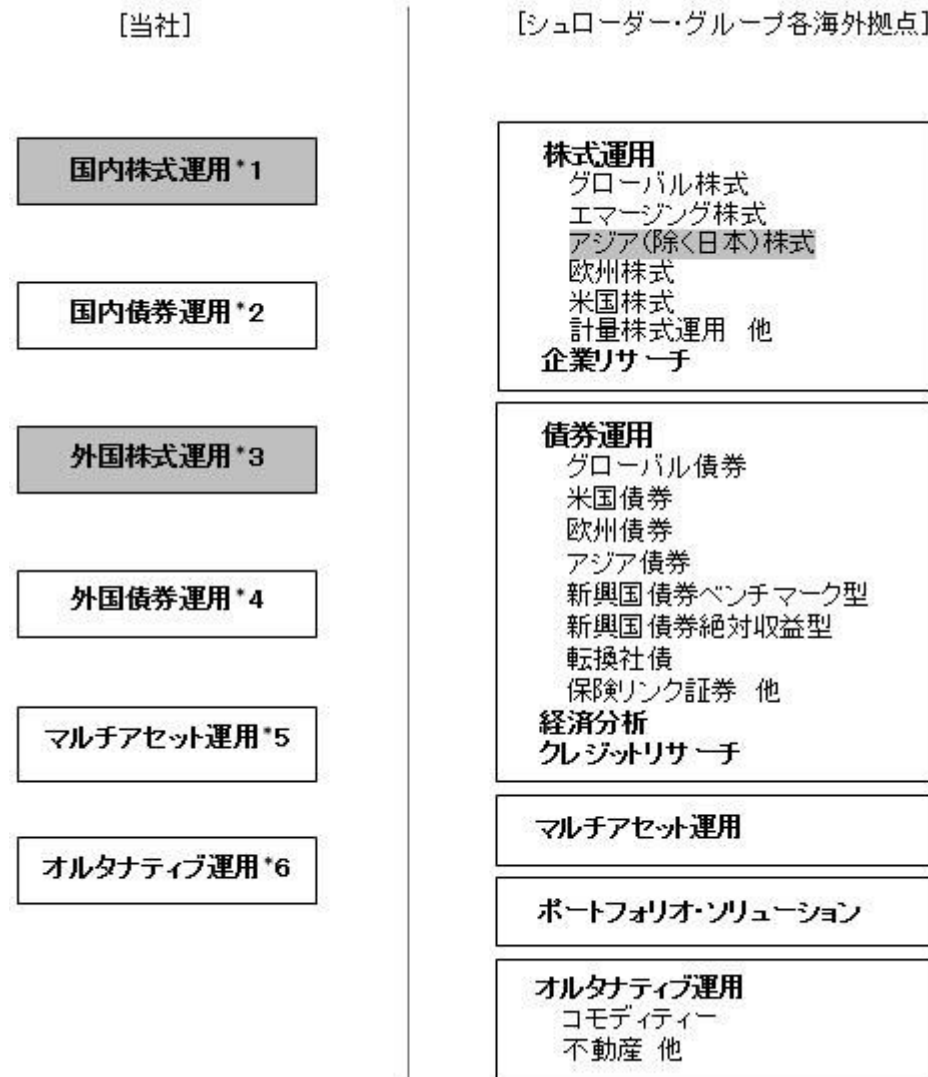 [当社]
国内株式運用*1
国内債券運用*2
外国株式運用*3
外国債券運用*4
マルチアセット運用*5
オルタナティブ運用*6
[シュローダー・グループ各海外拠点]
株式運用
グローバル株式
エマージング株式
アジア(除く日本)株式
欧州株式
米国株式
計量株式運用 他
企業リサーチ
債券運用
グローバル債券
米国債券
欧州債券
アジア債券
新興国債券ベンチマーク型
新興国債券絶対収益型
転換社債
保険リンク証券 他
経済分析
クレジットリサーチ
マルチアセット運用
ポートフォリオ・ソリューション
オルタナティブ運用
コモディティー
不動産 他